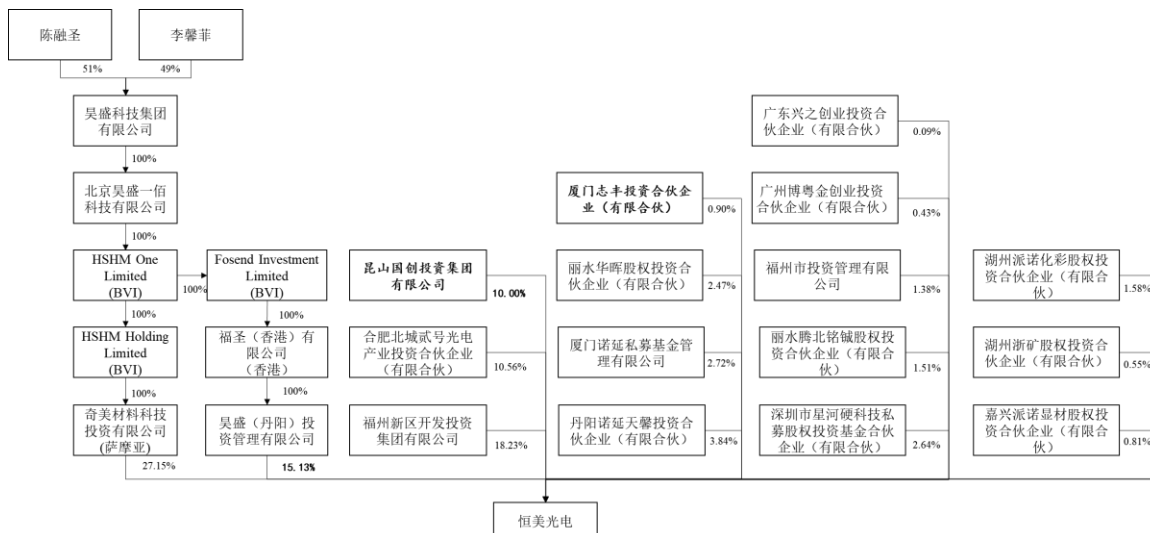 陈融圣
李馨菲
51%
49%
昊盛科技集团
有限公司
100%
北京昊盛一佰
科技有限公司
100%
HSHM One
Limited
(BVI)
100%
Fosend Investment
Limited
(BVI)
100%
HSHM Holding
Limited
(BVI)
100%
100%
福圣（香港）有
限公司
（香港）
100%
奇美材料科技
投资有限公司
(萨摩亚)
27.15%
昊盛（丹阳）投
资管理有限公司
15.13%
昆山国创投资集团
有限公司
10.00%
合肥北城贰号光电
产业投资合伙企业
（有限合伙）
10.56%
福州新区开发投资
集团有限公司
18.23%
厦门志丰投资合伙企
业（有限合伙）
0.90%
丽水华晖股权投资合
伙企业（有限合伙）
2.47%
厦门诺延私募基金管
理有限公司
2.72%
丹阳诺延天馨投资合
伙企业（有限合伙）
3.84%
广东兴之创业投资合
伙企业（有限合伙）
0.09%
广州博粤金创业投资
合伙企业（有限合伙）
0.43%
福州市投资管理有限
公司
1.38%
丽水腾北铭铖股权投
资合伙企业（有限合
伙）
1.51%
深圳市星河硬科技私
募股权投资基金合伙
企业（有限合伙）
2.64%
湖州派诺化彩股权投
资合伙企业（有限合
伙）
1.58%
湖州浙矿股权投资合
伙企业（有限合伙）
0.55%
嘉兴派诺显材股权投
资合伙企业（有限合
伙）
0.81%
恒美光电